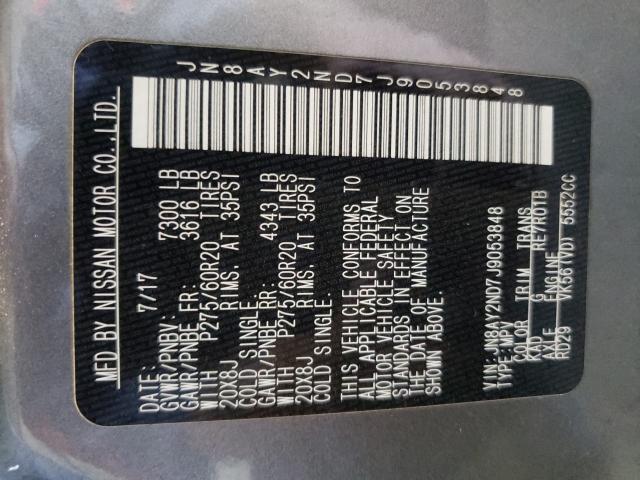 MFD BY NISSAN MOTOR CO., LTD.
JN8AY2ND7J9053848
DATE: 7/17
GVWR/PNBV: 7300 LB
GAWR/PNBE FR: 3616 LB
WITH P275/60R20 TIRES
20X8J RIMS. AT 35PSI
COLD SINGLE.
GAWR/PNBE RR: 4343 LB
WITH P275/60R20 TIRES
20X8J RIMS. AT 35PSI
COLD SINGLE.
THIS VEHICLE CONFORMS TO
ALL APPLICABLE FEDERAL
MOTOR VEHICLE SAFETY
STANDARDS IN EFFECT ON
THE DATE OF MANUFACTURE
SHOWN ABOVE.
VIN: JN8AY2ND7J9053848
TYPE: MPV
COLOR TRIM TRANS
KAD G RE7R01B
AXLE ENGINE
RD29 VK56(VD) 5552CC